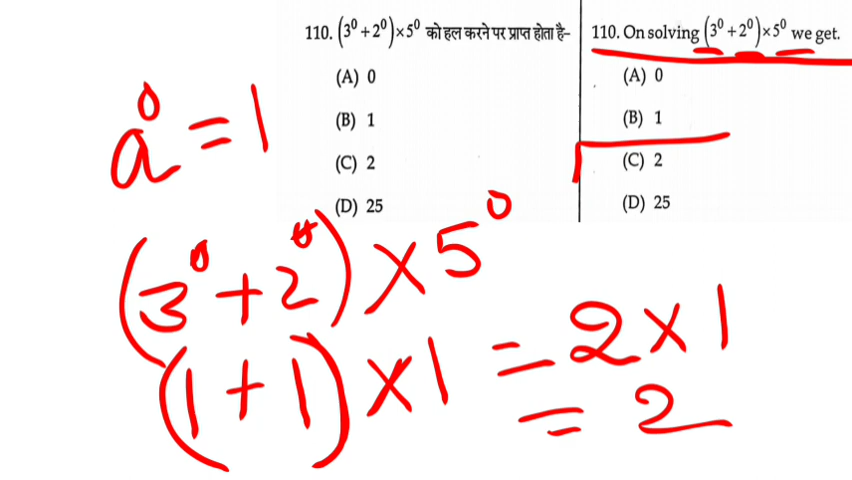 110. (3⁰ + 2⁰) × 5⁰ को हल करने पर प्राप्त होता है-
(A) 0
(B) 1
(C) 2
(D) 25
110. On solving (3⁰ + 2⁰) × 5⁰ we get.
(A) 0
(B) 1
(C) 2
(D) 25
a⁰ = 1
(3⁰ + 2⁰) × 5⁰
(1 + 1) × 1 = 2 × 1
= 2